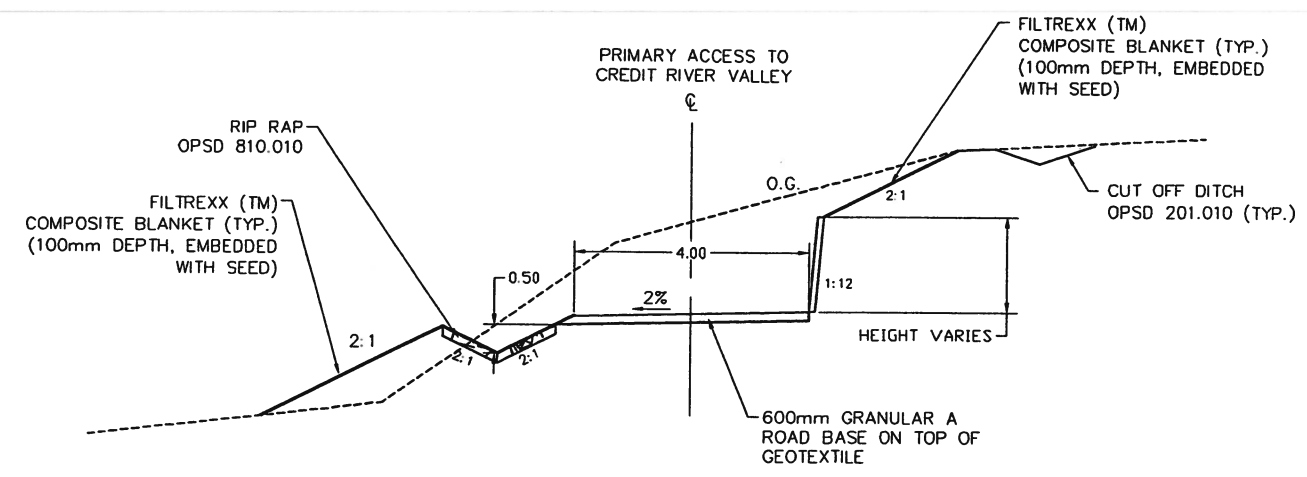 FILTREXX (TM)
COMPOSITE BLANKET (TYP.)
(100mm DEPTH, EMBEDDED
WITH SEED)
PRIMARY ACCESS TO
CREDIT RIVER VALLEY
℄
RIP RAP
OPSD 810.010
FILTREXX (TM)
COMPOSITE BLANKET (TYP.)
(100mm DEPTH, EMBEDDED
WITH SEED)
O.G.
2:1
CUT OFF DITCH
OPSD 201.010 (TYP.)
4.00
0.50
1:12
2%
HEIGHT VARIES
2:1
2:1
2:1
600mm GRANULAR A
ROAD BASE ON TOP OF
GEOTEXTILE